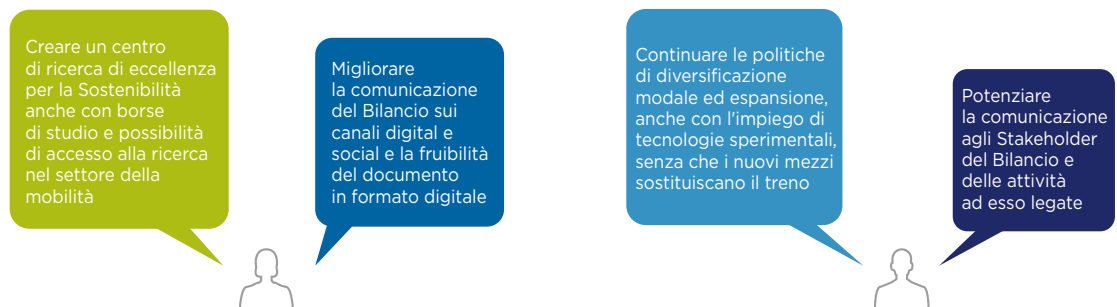 Creare un centro
di ricerca di eccellenza
per la Sostenibilità
anche con borse
di studio e possibilità
di accesso alla ricerca
nel settore della
mobilità
Migliorare
la comunicazione
del Bilancio sui
canali digital e
social e la fruibilità
del documento
in formato digitale
Continuare le politiche
di diversificazione
modale ed espansione,
anche con l'impiego di
tecnologie sperimentali,
senza che i nuovi mezzi
sostituiscano il treno
Potenziare
la comunicazione
agli Stakeholder
del Bilancio e
delle attività
ad esso legate